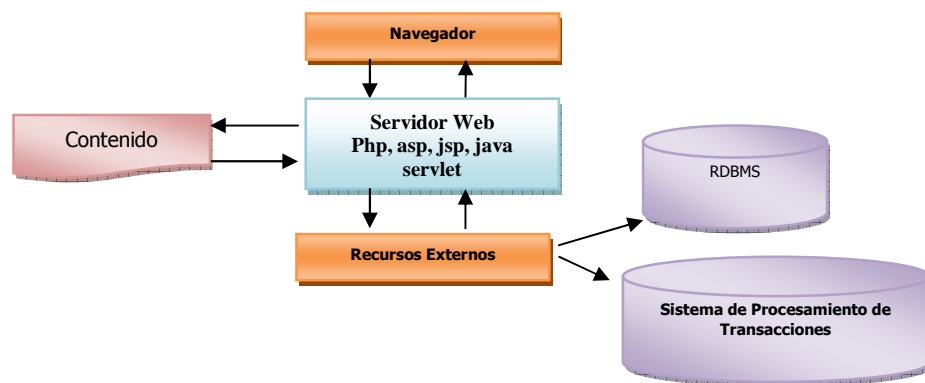 Navegador
Contenido
Servidor Web
Php, asp, jsp, java
servlet
RDBMS
Recursos Externos
Sistema de Procesamiento de
Transacciones